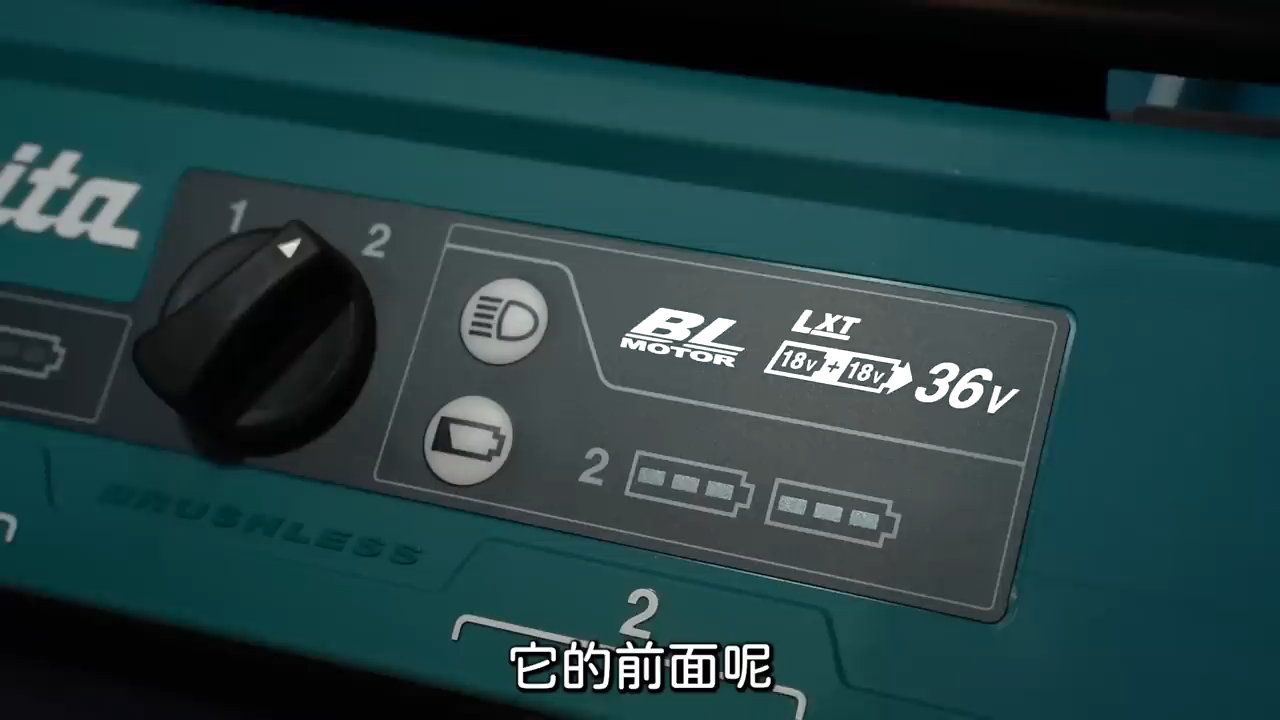 ita
1
2
BL
MOTOR
LXT
18v+18v
36v
2
BRUSHLESS
2
它的前面呢